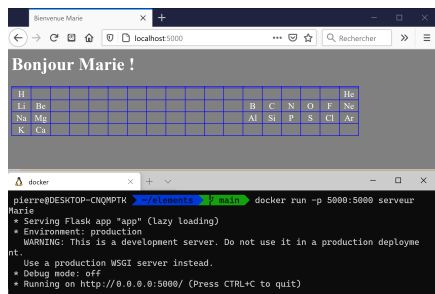 Bienvenue Marie
localhost:5000
Rechercher
Bonjour Marie !
H He
Li Be B C N O F Ne
Na Mg Al Si P S Cl Ar
K Ca
docker
pierre@DESKTOP-CNQMPTK ~/elements main docker run -p 5000:5000 serveur
Marie
* Serving Flask app "app" (lazy loading)
* Environment: production
WARNING: This is a development server. Do not use it in a production deployme
nt.
Use a production WSGI server instead.
* Debug mode: off
* Running on http://0.0.0.0:5000/ (Press CTRL+C to quit)